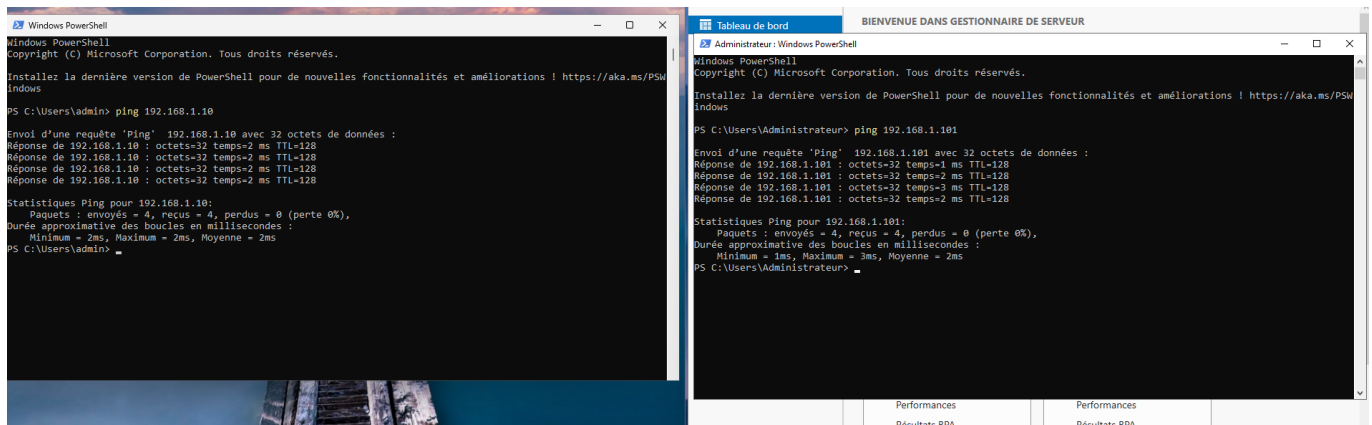 Windows PowerShell
Windows PowerShell
Copyright (C) Microsoft Corporation. Tous droits réservés.
Installez la dernière version de PowerShell pour de nouvelles fonctionnalités et améliorations ! https://aka.ms/PSW
indows
PS C:\Users\admin> ping 192.168.1.10
Envoi d’une requête 'Ping'  192.168.1.10 avec 32 octets de données :
Réponse de 192.168.1.10 : octets=32 temps=2 ms TTL=128
Réponse de 192.168.1.10 : octets=32 temps=2 ms TTL=128
Réponse de 192.168.1.10 : octets=32 temps=2 ms TTL=128
Réponse de 192.168.1.10 : octets=32 temps=2 ms TTL=128
Statistiques Ping pour 192.168.1.10:
    Paquets : envoyés = 4, reçus = 4, perdus = 0 (perte 0%),
Durée approximative des boucles en millisecondes :
    Minimum = 2ms, Maximum = 2ms, Moyenne = 2ms
PS C:\Users\admin>
Tableau de bord
BIENVENUE DANS GESTIONNAIRE DE SERVEUR
Administrateur : Windows PowerShell
Windows PowerShell
Copyright (C) Microsoft Corporation. Tous droits réservés.
Installez la dernière version de PowerShell pour de nouvelles fonctionnalités et améliorations ! https://aka.ms/PSW
indows
PS C:\Users\Administrateur> ping 192.168.1.101
Envoi d’une requête 'Ping'  192.168.1.101 avec 32 octets de données :
Réponse de 192.168.1.101 : octets=32 temps=1 ms TTL=128
Réponse de 192.168.1.101 : octets=32 temps=2 ms TTL=128
Réponse de 192.168.1.101 : octets=32 temps=3 ms TTL=128
Réponse de 192.168.1.101 : octets=32 temps=2 ms TTL=128
Statistiques Ping pour 192.168.1.101:
    Paquets : envoyés = 4, reçus = 4, perdus = 0 (perte 0%),
Durée approximative des boucles en millisecondes :
    Minimum = 1ms, Maximum = 3ms, Moyenne = 2ms
PS C:\Users\Administrateur>
Performances
Performances
Résultats BPA
Résultats BPA